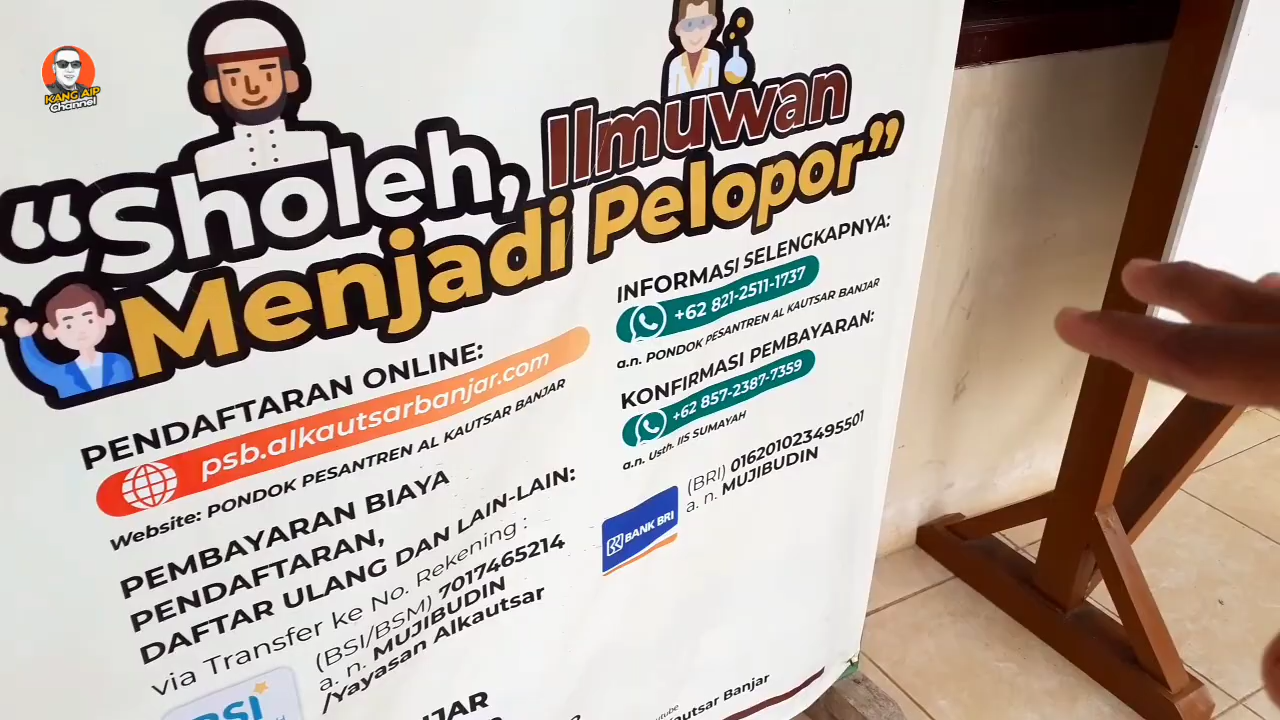 KANG AIP
Channel
“Sholeh, Ilmuwan
Menjadi Pelopor”
PENDAFTARAN ONLINE:
psb.alkautsarbanjar.com
Website: PONDOK PESANTREN AL KAUTSAR BANJAR
PEMBAYARAN BIAYA
PENDAFTARAN,
DAFTAR ULANG DAN LAIN-LAIN:
via Transfer ke No. Rekening :
(BSI/BSM) 7017465214
a. n. MUJIBUDIN
/Yayasan Alkautsar
BSI
INFORMASI SELENGKAPNYA:
+62 821-2511-1737
a.n. PONDOK PESANTREN AL KAUTSAR BANJAR
KONFIRMASI PEMBAYARAN:
+62 857-2387-7359
a.n. Usth. IIS SUMAYAH
BANK BRI
(BRI) 016201023495501
a. n. MUJIBUDIN
Banjar